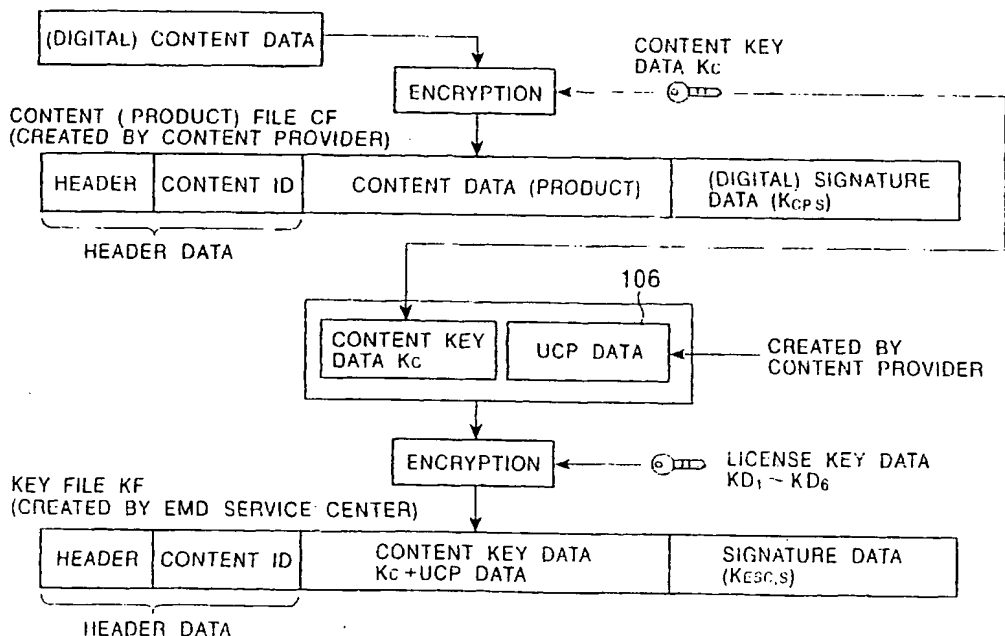 (DIGITAL) CONTENT DATA
CONTENT KEY
DATA Kc
ENCRYPTION
CONTENT (PRODUCT) FILE CF
(CREATED BY CONTENT PROVIDER)
HEADER
CONTENT ID
CONTENT DATA (PRODUCT)
(DIGITAL) SIGNATURE
DATA (KCPS)
HEADER DATA
106
CONTENT KEY
DATA Kc
UCP DATA
CREATED BY
CONTENT PROVIDER
ENCRYPTION
LICENSE KEY DATA
KD1 ~ KD6
KEY FILE KF
(CREATED BY EMD SERVICE CENTER)
HEADER
CONTENT ID
CONTENT KEY DATA
Kc+UCP DATA
SIGNATURE DATA
(KESC,S)
HEADER DATA